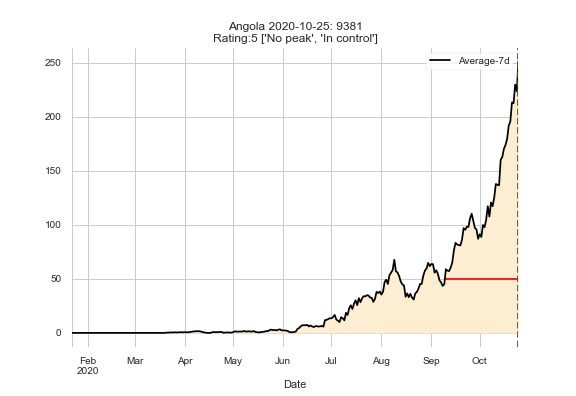 Angola 2020-10-25: 9381
Rating:5 ['No peak', 'In control']
Average-7d
250
200
150
100
50
0
Feb Mar Apr May Jun Jul Aug Sep Oct
2020
Date